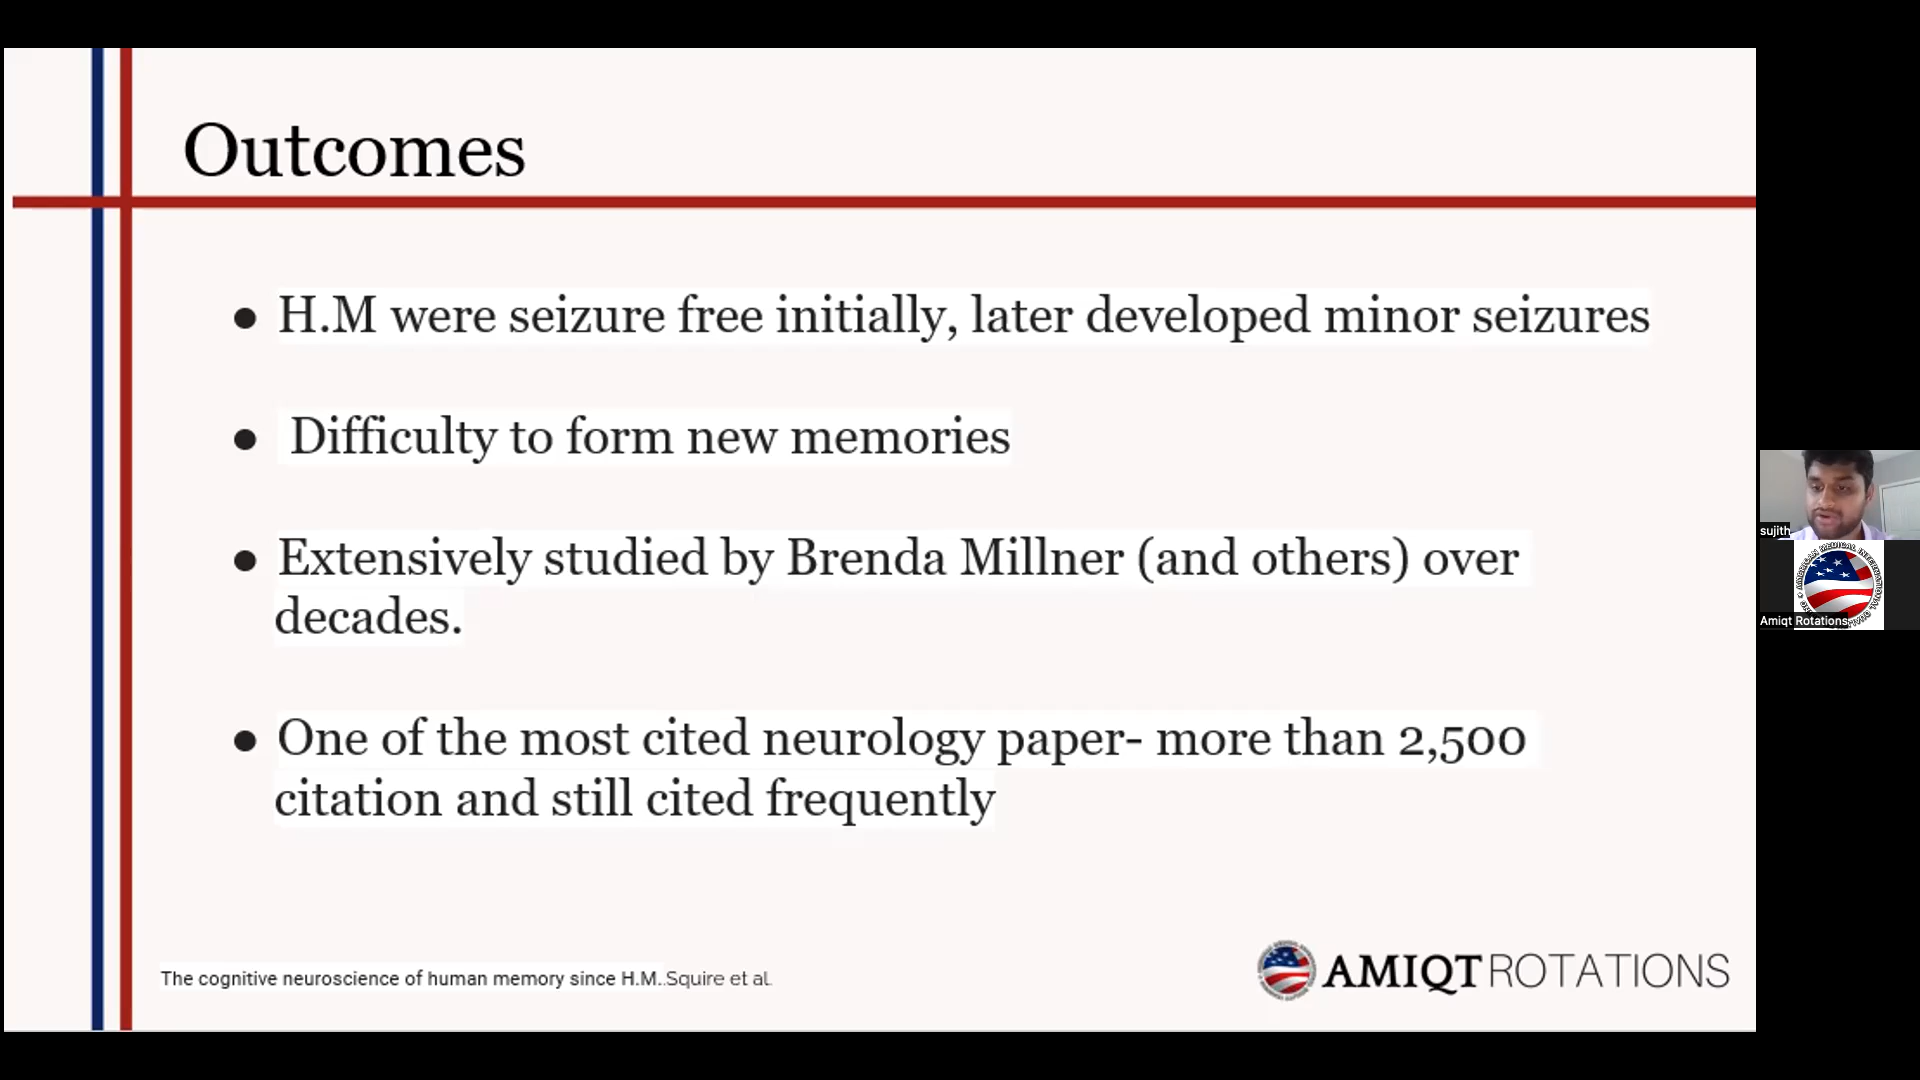 Outcomes
● H.M were seizure free initially, later developed minor seizures
● Difficulty to form new memories
● Extensively studied by Brenda Millner (and others) over
decades.
● One of the most cited neurology paper- more than 2,500
citation and still cited frequently
The cognitive neuroscience of human memory since H.M..Squire et al.
AMIQT ROTATIONS
sujith
Amiqt Rotations